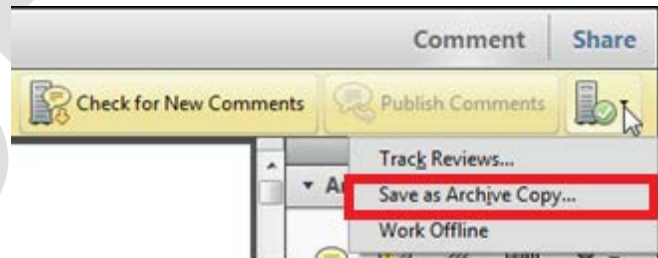 Comment Share
Check for New Comments Publish Comments
Track Reviews...
Save as Archive Copy...
Work Offline